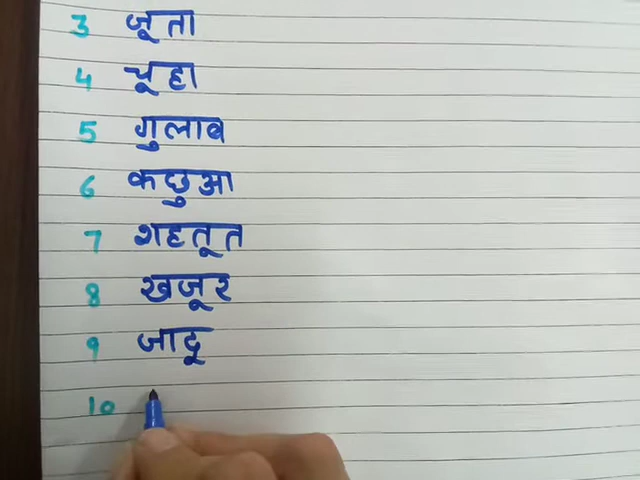 3 जूता
4 चूहा
5 गुलाब
6 कछुआ
7 शहतूत
8 खजूर
9 जादू
10